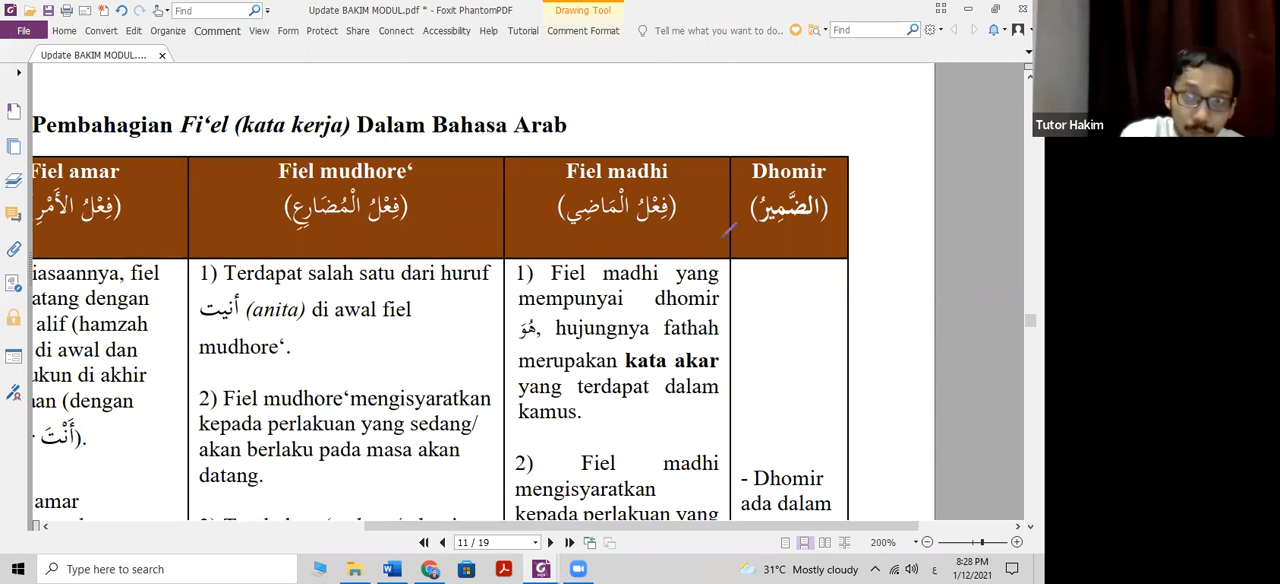 Find
Update BAKIM MODUL.pdf * - Foxit PhantomPDF
Drawing Tool
File
Home
Convert
Edit
Organize
Comment
View
Form
Protect
Share
Connect
Accessibility
Help
Tutorial
Comment Format
Tell me what you want to do..
Find
Update BAKIM MODUL....
Tutor Hakim
Pembahagian Fi‘el (kata kerja) Dalam Bahasa Arab
Fiel amar
(فِعْلُ الأَمْرِ
Fiel mudhore‘
(فِعْلُ الْمُضَارِعِ)
Fiel madhi
(فِعْلُ الْمَاضِي)
Dhomir
(الضَّمِيرُ)
iasaannya, fiel
atang dengan
alif (hamzah
di awal dan
ukun di akhir
an (dengan
أَنْتَ).
amar
1) Terdapat salah satu dari huruf
أنيت (anita) di awal fiel
mudhore‘.
2) Fiel mudhore‘mengisyaratkan
kepada perlakuan yang sedang/
akan berlaku pada masa akan
datang.
1) Fiel madhi yang
mempunyai dhomir
هُوَ, hujungnya fathah
merupakan kata akar
yang terdapat dalam
kamus.
2) Fiel madhi
mengisyaratkan
kepada perlakuan yang
- Dhomir
ada dalam
11 / 19
200%
Type here to search
31°C Mostly cloudy
ع
8:28 PM
1/12/2021